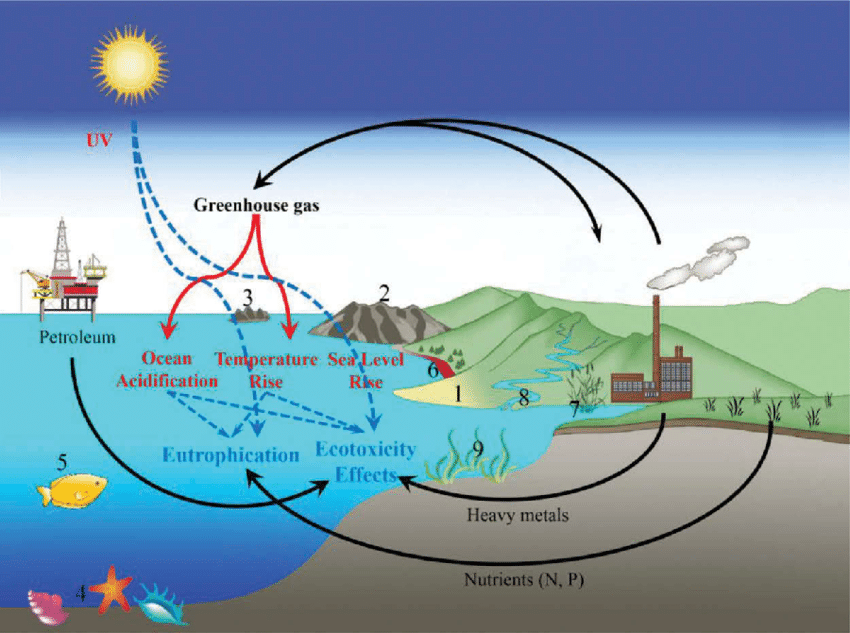 UV
Greenhouse gas
3
2
Petroleum
Ocean
Acidification
Temperature
Rise
Sea Level
Rise
6
1
8
7
Eutrophication
Ecotoxicity
Effects
9
5
Heavy metals
Nutrients (N, P)
4